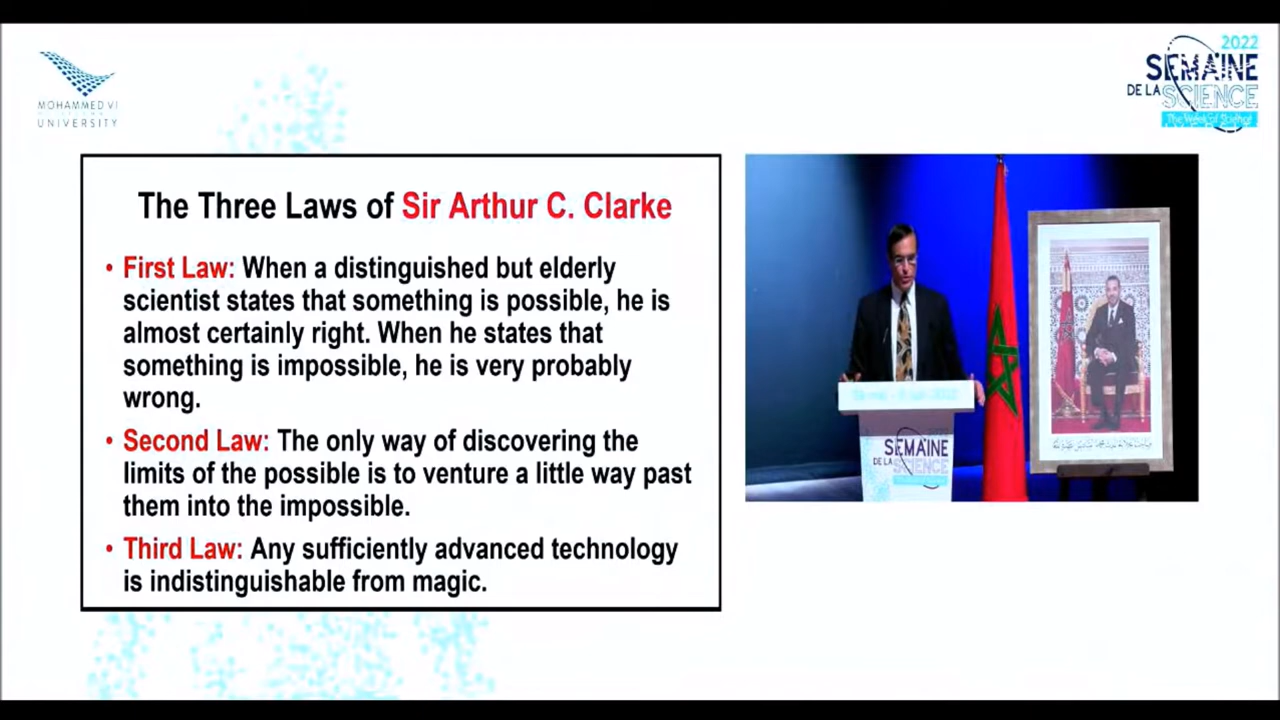 MOHAMMED VI
UNIVERSITY
2022
SEMAINE
DE LA SCIENCE
The Week of Science
The Three Laws of Sir Arthur C. Clarke
• First Law: When a distinguished but elderly
scientist states that something is possible, he is
almost certainly right. When he states that
something is impossible, he is very probably
wrong.
• Second Law: The only way of discovering the
limits of the possible is to venture a little way past
them into the impossible.
• Third Law: Any sufficiently advanced technology
is indistinguishable from magic.
SEMAINE
DE LA SCIENCE